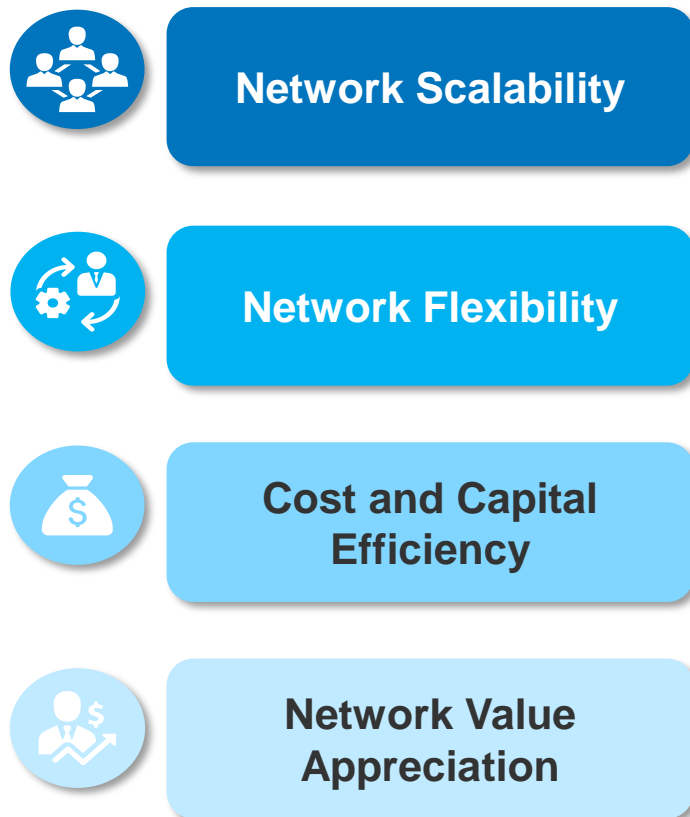 Network Scalability
Network Flexibility
$
Cost and Capital
Efficiency
$
Network Value
Appreciation